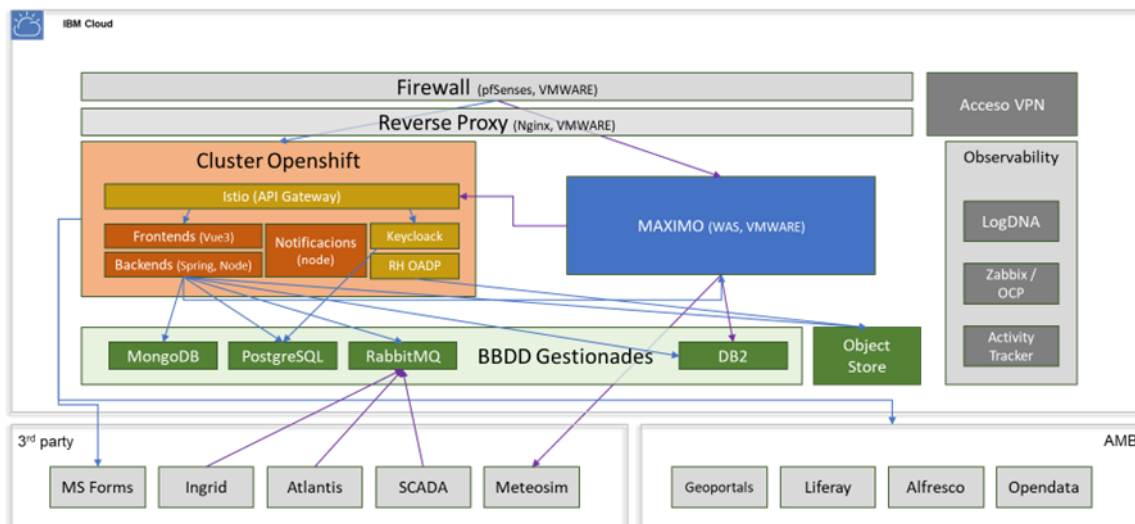 IBM Cloud
Firewall (pfSenses, VMWARE)
Acceso VPN
Reverse Proxy (Nginx, VMWARE)
Cluster Openshift
Observability
Istio (API Gateway)
MAXIMO (WAS, VMWARE)
LogDNA
Frontends (Vue3)
Notificacions
(node)
Keycloack
Backends (Spring, Node)
RH OADP
Zabbix /
OCP
MongoDB
PostgreSQL
RabbitMQ
BBDD Gestionades
DB2
Object
Store
Activity
Tracker
3rd party
AMB
MS Forms
Ingrid
Atlantis
SCADA
Meteosim
Geoportals
Liferay
Alfresco
Opendata